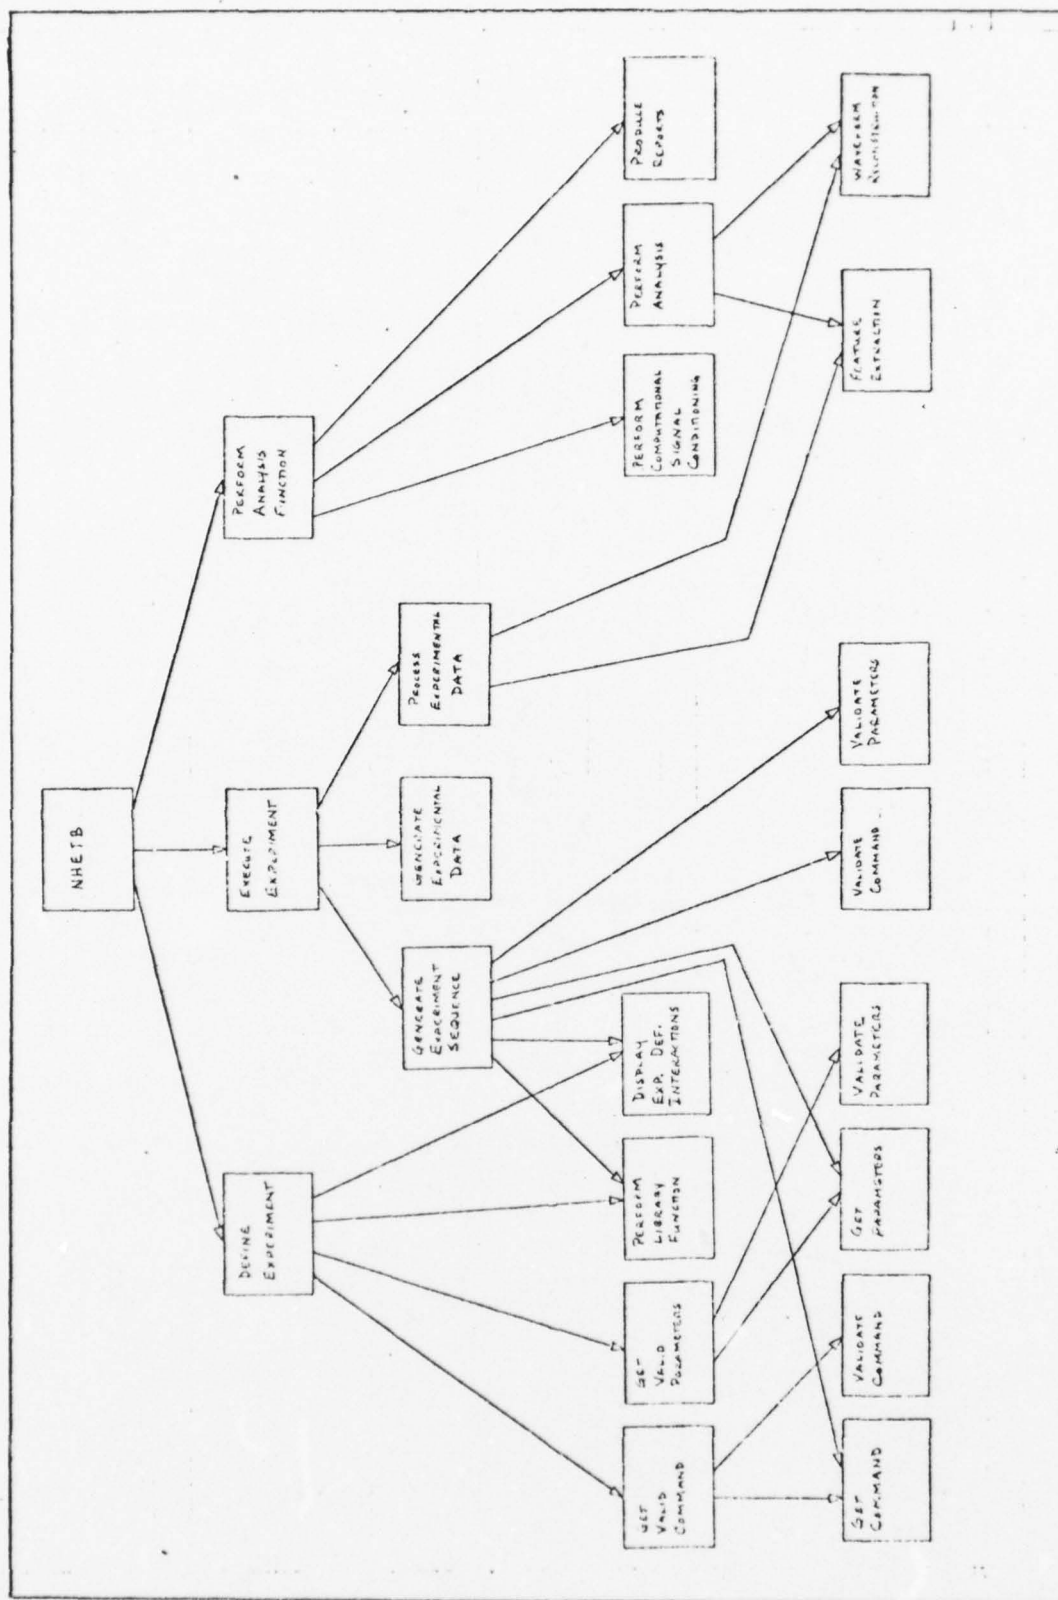 NHETB
DEFINE
EXPERIMENT
EXECUTE
EXPERIMENT
PERFORM
ANALYSIS
FUNCTION
GENERATE
EXPERIMENT
SEQUENCE
GENERATE
EXPERIMENTAL
DATA
PROCESS
EXPERIMENTAL
DATA
GET
VALID
COMMAND
GET
VALID
PARAMETERS
PERFORM
LIBRARY
FUNCTION
DISPLAY
EXP. DEF.
INTERACTIONS
PERFORM
COMPUTATIONAL
SIGNAL
CONDITIONING
PERFORM
ANALYSIS
PRODUCE
REPORTS
GET
COMMAND
VALIDATE
COMMAND
GET
PARAMETERS
VALIDATE
PARAMETERS
VALIDATE
COMMAND
VALIDATE
PARAMETERS
FEATURE
EXTRACTION
WAVEFORM
RECONSTRUCTION